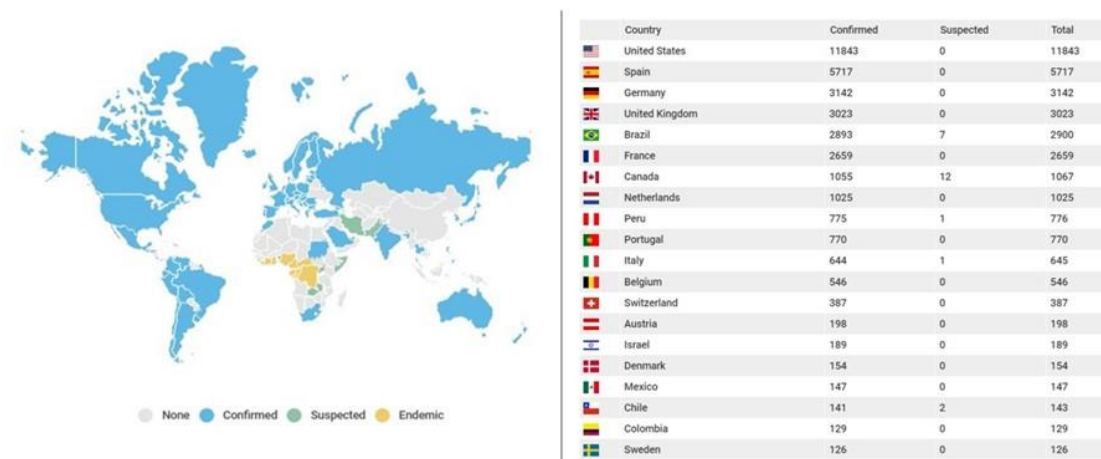 None Confirmed Suspected Endemic
Country Confirmed Suspected Total
United States 11843 0 11843
Spain 5717 0 5717
Germany 3142 0 3142
United Kingdom 3023 0 3023
Brazil 2893 7 2900
France 2659 0 2659
Canada 1055 12 1067
Netherlands 1025 0 1025
Peru 775 1 776
Portugal 770 0 770
Italy 644 1 645
Belgium 546 0 546
Switzerland 387 0 387
Austria 198 0 198
Israel 189 0 189
Denmark 154 0 154
Mexico 147 0 147
Chile 141 2 143
Colombia 129 0 129
Sweden 126 0 126